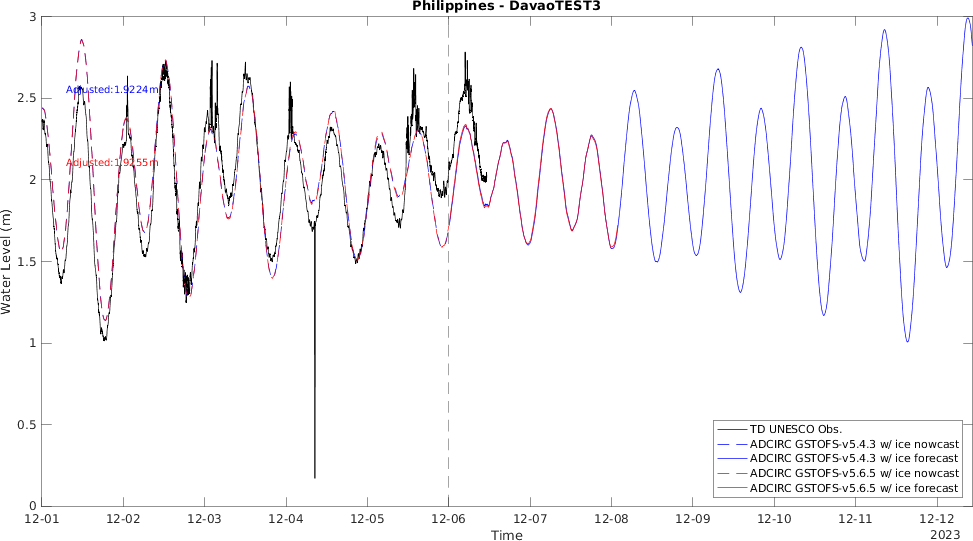 Philippines - DavaoTEST3
3
2.5
2
1.5
1
0.5
0
Water Level (m)
Adjusted:1.9224m
Adjusted:1.9255m
TD UNESCO Obs.
ADCIRC GSTOFS-v5.4.3 w/ ice nowcast
ADCIRC GSTOFS-v5.4.3 w/ ice forecast
ADCIRC GSTOFS-v5.6.5 w/ ice nowcast
ADCIRC GSTOFS-v5.6.5 w/ ice forecast
12-01 12-02 12-03 12-04 12-05 12-06 12-07 12-08 12-09 12-10 12-11 12-12
Time
2023